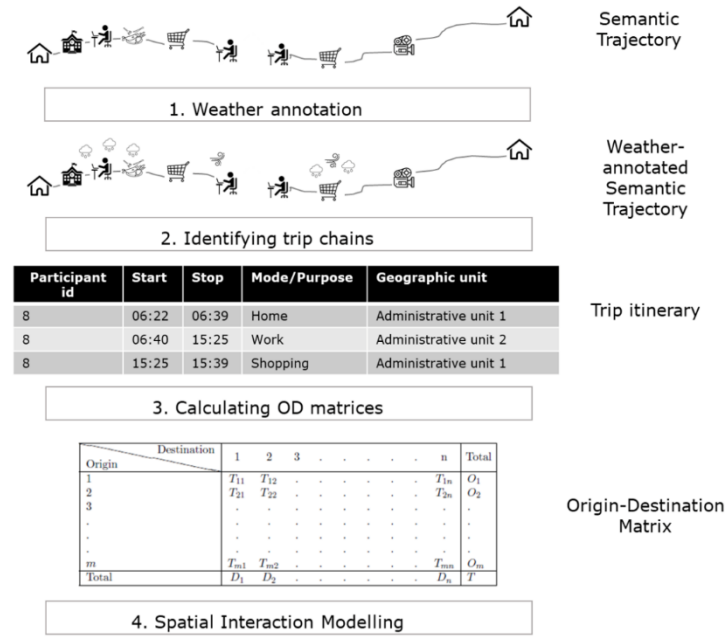 Semantic
Trajectory
1. Weather annotation
Weather-
annotated
Semantic
Trajectory
2. Identifying trip chains
Participant id Start Stop Mode/Purpose Geographic unit
8 06:22 06:39 Home Administrative unit 1
8 06:40 15:25 Work Administrative unit 2
8 15:25 15:39 Shopping Administrative unit 1
Trip itinerary
3. Calculating OD matrices
Destination
Origin 1 2 3 . . . . . n Total
1 T11 T12 . . . . . . T1n O1
2 T21 T22 . . . . . . T2n O2
3 . . . . . . . . . .
. . . . . . . . . . .
. . . . . . . . . . .
. . . . . . . . . . .
m Tm1 Tm2 . . . . . . Tmn Om
Total D1 D2 . . . . . . Dn T
Origin-Destination
Matrix
4. Spatial Interaction Modelling